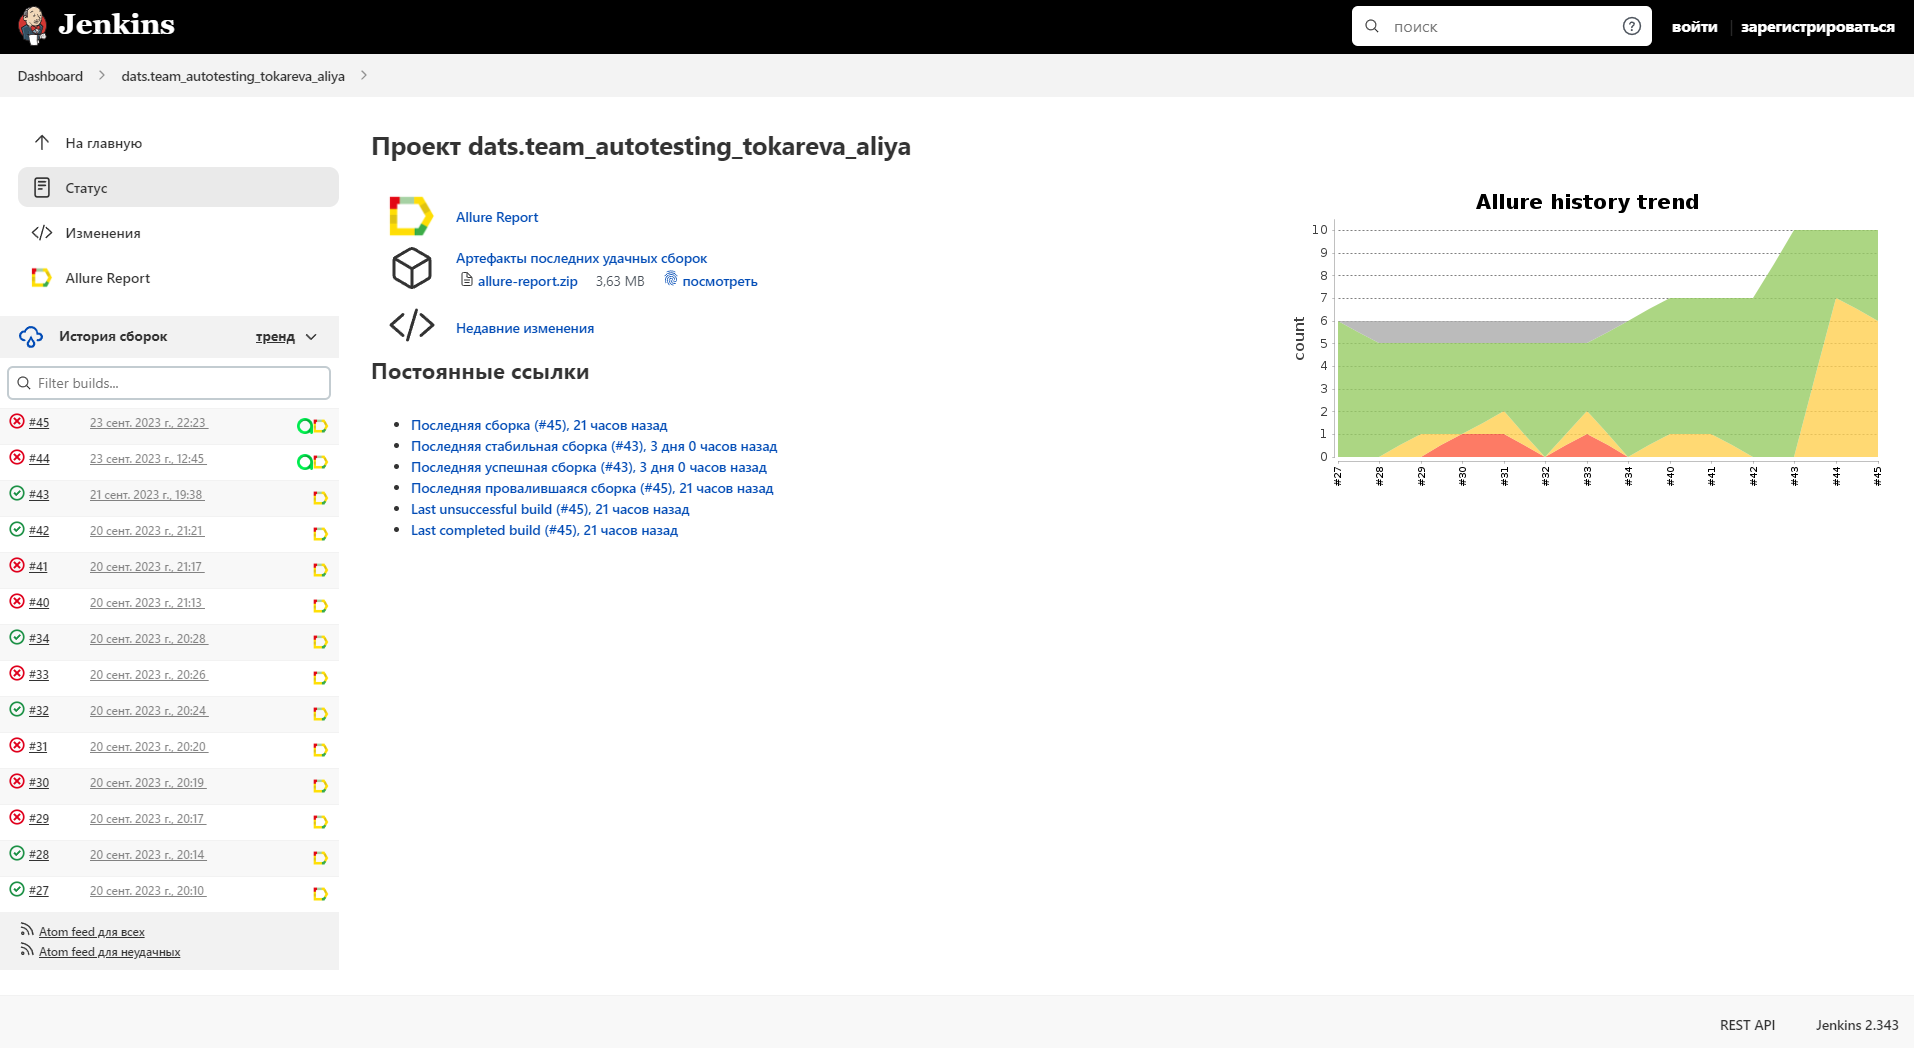 Jenkins
поиск
войти
зарегистрироваться
Dashboard
dats.team_autotesting_tokareva_aliya
На главную
Статус
Изменения
Allure Report
История сборок
тренд
Filter builds...
#45 23 сент. 2023 г., 22:23
#44 23 сент. 2023 г., 12:45
#43 21 сент. 2023 г., 19:38
#42 20 сент. 2023 г., 21:21
#41 20 сент. 2023 г., 21:17
#40 20 сент. 2023 г., 21:13
#34 20 сент. 2023 г., 20:28
#33 20 сент. 2023 г., 20:26
#32 20 сент. 2023 г., 20:24
#31 20 сент. 2023 г., 20:20
#30 20 сент. 2023 г., 20:19
#29 20 сент. 2023 г., 20:17
#28 20 сент. 2023 г., 20:14
#27 20 сент. 2023 г., 20:10
Atom feed для всех
Atom feed для неудачных
Проект dats.team_autotesting_tokareva_aliya
Allure Report
Артефакты последних удачных сборок
allure-report.zip 3,63 MB посмотреть
Недавние изменения
Постоянные ссылки
Последняя сборка (#45), 21 часов назад
Последняя стабильная сборка (#43), 3 дня 0 часов назад
Последняя успешная сборка (#43), 3 дня 0 часов назад
Последняя провалившаяся сборка (#45), 21 часов назад
Last unsuccessful build (#45), 21 часов назад
Last completed build (#45), 21 часов назад
Allure history trend
count
10
9
8
7
6
5
4
3
2
1
0
#27 #28 #29 #30 #31 #32 #33 #34 #40 #41 #42 #43 #44 #45
REST API
Jenkins 2.343